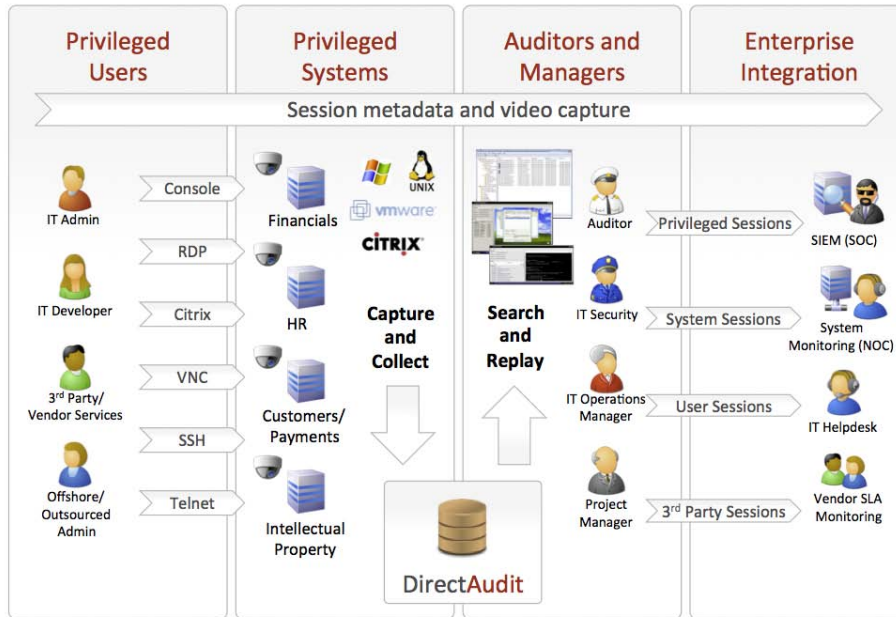 Privileged
Users
Privileged
Systems
Auditors and
Managers
Enterprise
Integration
Session metadata and video capture
IT Admin
IT Developer
3rd Party/
Vendor Services
Offshore/
Outsourced
Admin
Console
RDP
Citrix
VNC
SSH
Telnet
Financials
HR
Customers/
Payments
Intellectual
Property
UNIX
vmware
CITRIX
Capture
and
Collect
Search
and
Replay
DirectAudit
Auditor
IT Security
IT Operations
Manager
Project
Manager
Privileged Sessions
System Sessions
User Sessions
3rd Party Sessions
SIEM (SOC)
System
Monitoring (NOC)
IT Helpdesk
Vendor SLA
Monitoring